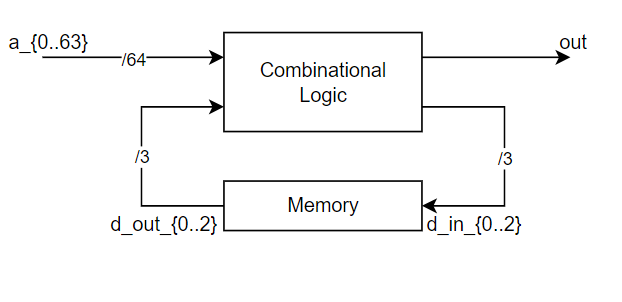 a_{0..63}
/64
Combinational
Logic
out
/3
/3
Memory
d_out_{0..2}
d_in_{0..2}